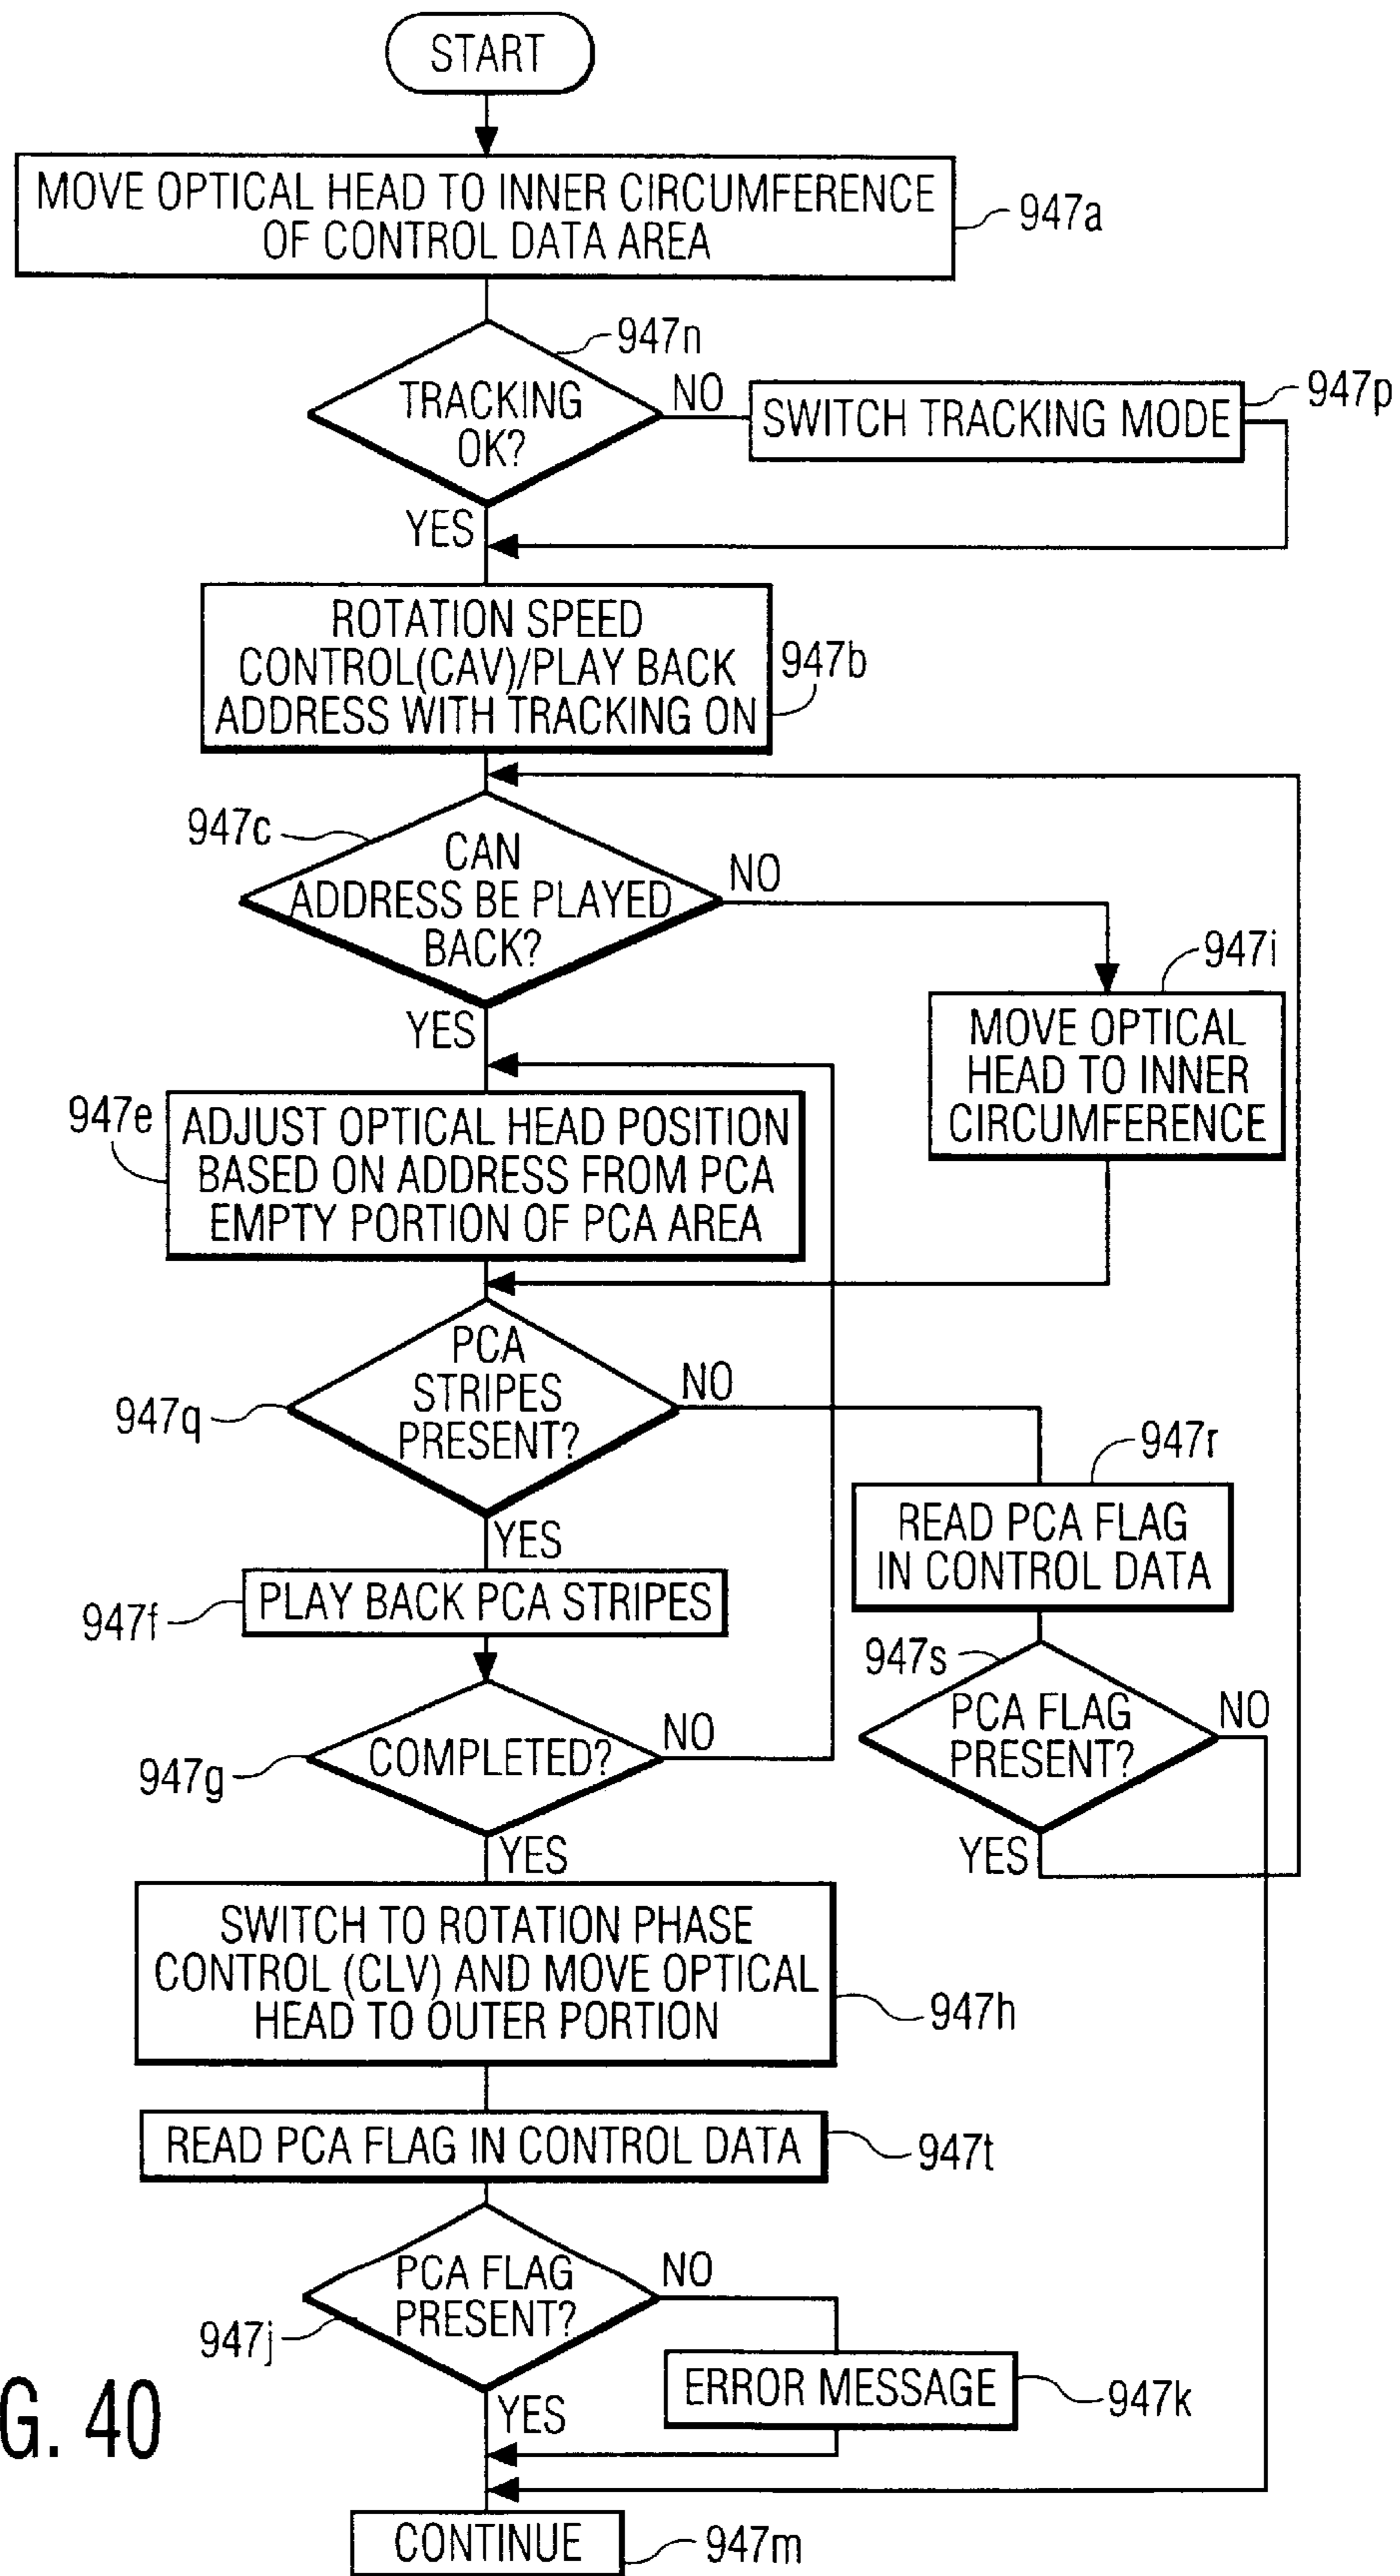 START
MOVE OPTICAL HEAD TO INNER CIRCUMFERENCE
OF CONTROL DATA AREA
947a
947n
TRACKING
OK?
NO
SWITCH TRACKING MODE
947p
YES
ROTATION SPEED
CONTROL(CAV)/PLAY BACK
ADDRESS WITH TRACKING ON
947b
947c
CAN
ADDRESS BE PLAYED
BACK?
NO
947i
YES
MOVE OPTICAL
HEAD TO INNER
CIRCUMFERENCE
947e
ADJUST OPTICAL HEAD POSITION
BASED ON ADDRESS FROM PCA
EMPTY PORTION OF PCA AREA
PCA
STRIPES
PRESENT?
NO
947q
947r
READ PCA FLAG
IN CONTROL DATA
YES
PLAY BACK PCA STRIPES
947f
947s
PCA FLAG
PRESENT?
NO
COMPLETED?
NO
947g
YES
YES
SWITCH TO ROTATION PHASE
CONTROL (CLV) AND MOVE OPTICAL
HEAD TO OUTER PORTION
947h
READ PCA FLAG IN CONTROL DATA
947t
PCA FLAG
PRESENT?
NO
947j
ERROR MESSAGE
947k
YES
G. 40
CONTINUE
947m